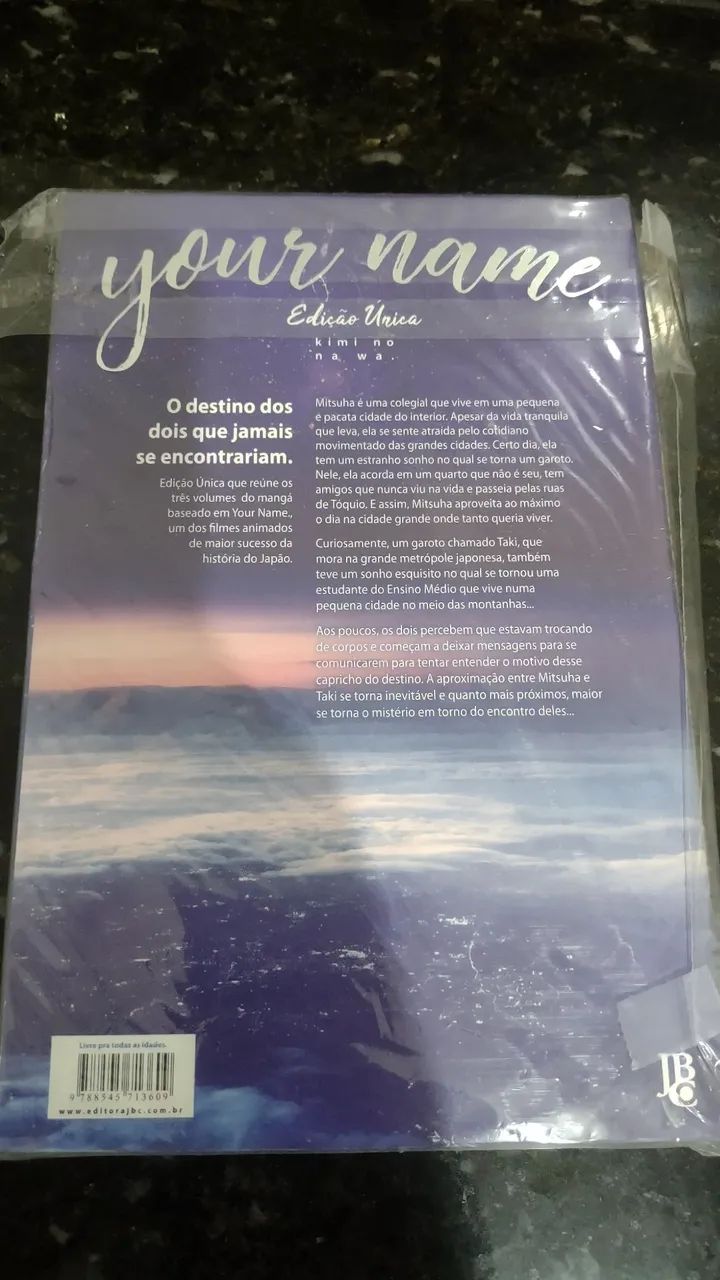 your name
Edição Única
kimi no
na wa.
O destino dos
dois que jamais
se encontrariam.
Edição Única que reúne os
três volumes do mangá
baseado em Your Name.,
um dos filmes animados
de maior sucesso da
história do Japão.
Mitsuha é uma colegial que vive em uma pequena
e pacata cidade do interior. Apesar da vida tranquila
que leva, ela se sente atraída pelo cotidiano
movimentado das grandes cidades. Certo dia, ela
tem um estranho sonho no qual se torna um garoto.
Nele, ela acorda em um quarto que não é seu, tem
amigos que nunca viu na vida e passeia pelas ruas
de Tóquio. E assim, Mitsuha aproveita ao máximo
o dia na cidade grande onde tanto queria viver.
Curiosamente, um garoto chamado Taki, que
mora na grande metrópole japonesa, também
teve um sonho esquisito no qual se tornou uma
estudante do Ensino Médio que vive numa
pequena cidade no meio das montanhas...
Aos poucos, os dois percebem que estavam trocando
de corpos e começam a deixar mensagens para se
comunicarem para tentar entender o motivo desse
capricho do destino. A aproximação entre Mitsuha e
Taki se torna inevitável e quanto mais próximos, maior
se torna o mistério em torno do encontro deles...
Livro pra todas as idades.
9 788545 713609
www.editorajbc.com.br
JBC